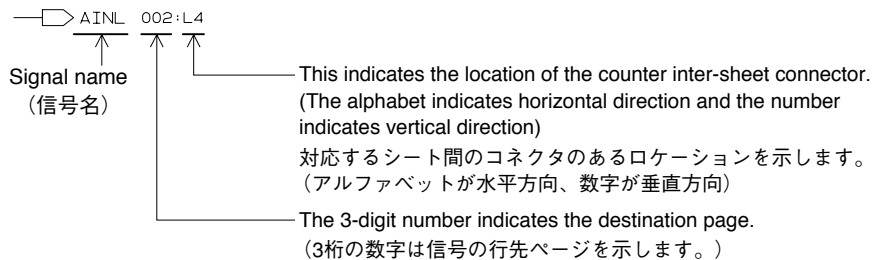 AINL 002:L4
Signal name
（信号名）
This indicates the location of the counter inter-sheet connector.
(The alphabet indicates horizontal direction and the number
indicates vertical direction)
対応するシート間のコネクタのあるロケーションを示します。
（アルファベットが水平方向、数字が垂直方向）
The 3-digit number indicates the destination page.
（3桁の数字は信号の行先ページを示します。）